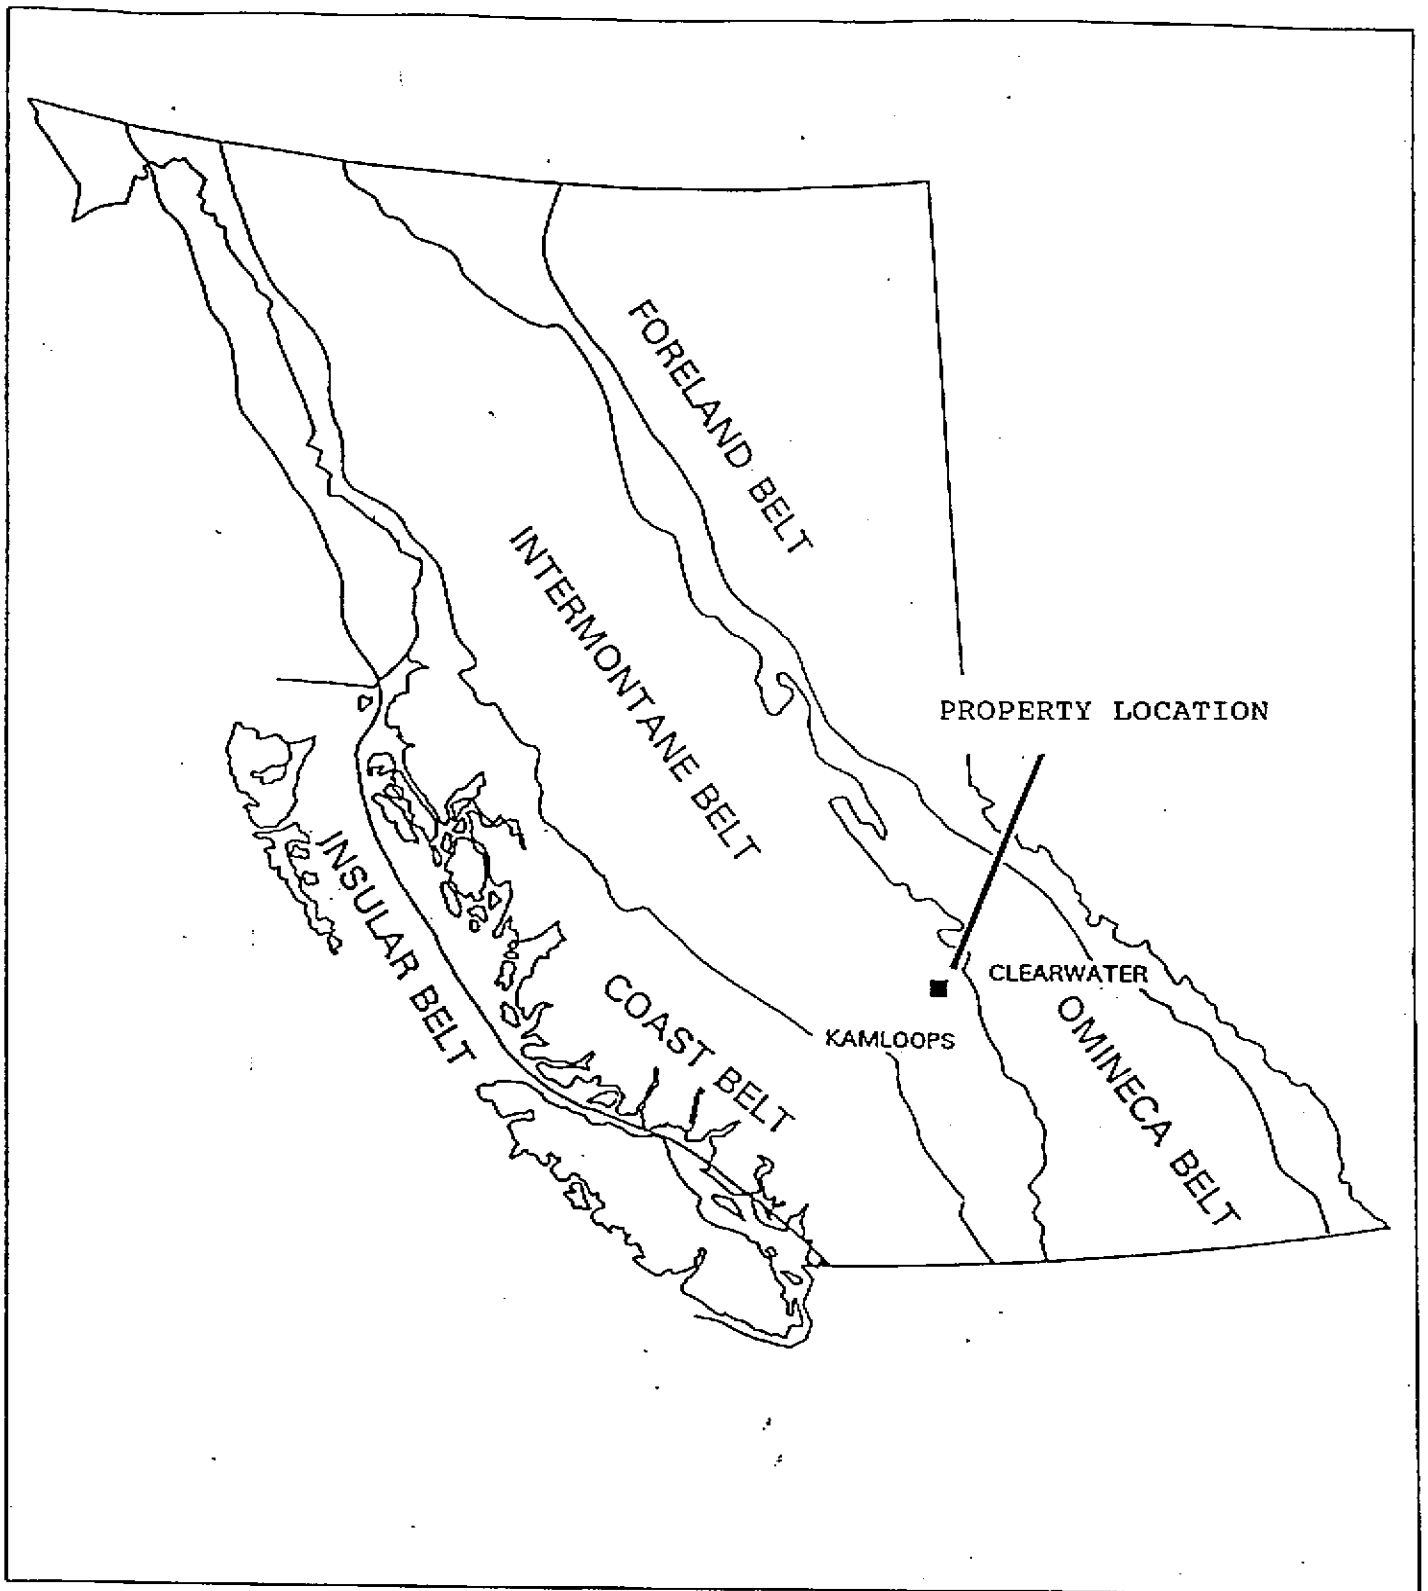 FORELAND BELT
INTERMONTANE BELT
PROPERTY LOCATION
INSULAR BELT
CLEARWATER
COAST BELT
KAMLOOPS
OMINECA BELT